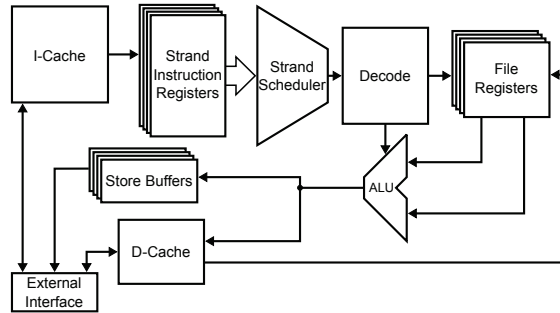 I-Cache
Strand
Instruction
Registers
Strand
Scheduler
Decode
File
Registers
ALU
Store Buffers
D-Cache
External
Interface